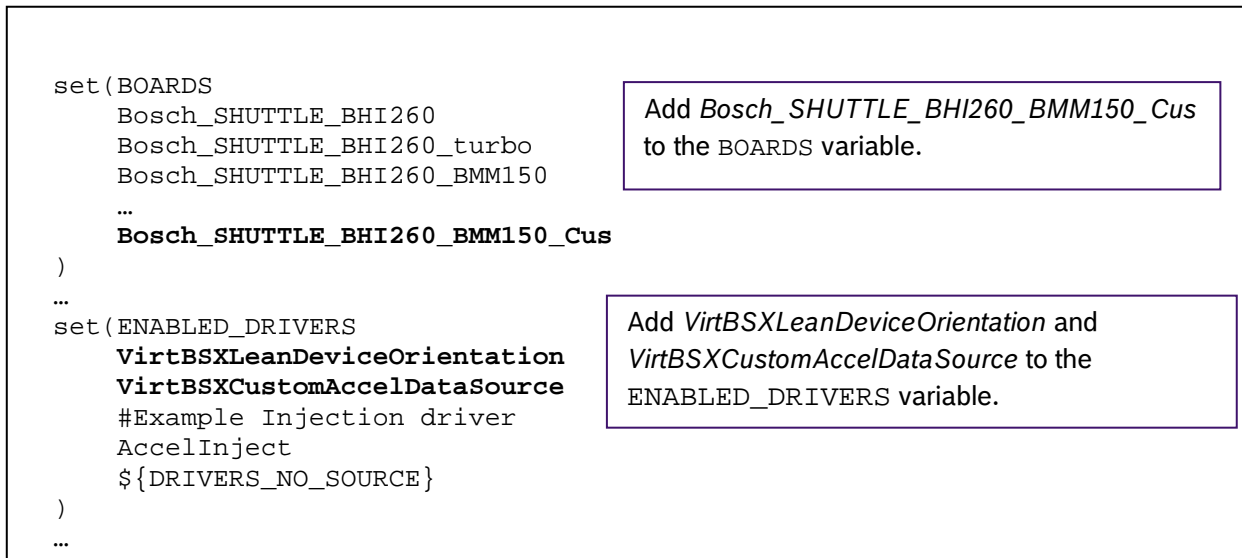 set(BOARDS
Bosch_SHUTTLE_BHI260
Bosch_SHUTTLE_BHI260_turbo
Bosch_SHUTTLE_BHI260_BMM150
…
Bosch_SHUTTLE_BHI260_BMM150_Cus
)
Add Bosch_SHUTTLE_BHI260_BMM150_Cus
to the BOARDS variable.
…
set(ENABLED_DRIVERS
VirtBSXLeanDeviceOrientation
VirtBSXCustomAccelDataSource
#Example Injection driver
AccelInject
${DRIVERS_NO_SOURCE}
)
…
Add VirtBSXLeanDeviceOrientation and
VirtBSXCustomAccelDataSource to the
ENABLED_DRIVERS variable.